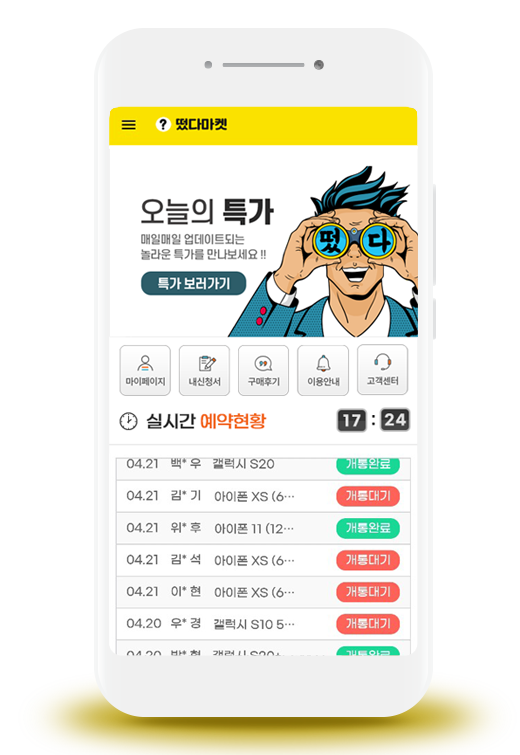 ? 떴다마켓
오늘의 특가
매일매일 업데이트되는
놀라운 특가를 만나보세요 !!
특가 보러가기
떴 다
마이페이지 내신청서 구매후기 이용안내 고객센터
실시간 예약현황 17 : 24
04.21 백* 우 갤럭시 S20 개통완료
04.21 김* 기 아이폰 XS (6… 개통대기
04.21 위* 후 아이폰 11 (12… 개통완료
04.21 김* 석 아이폰 XS (6… 개통대기
04.21 이* 현 아이폰 XS (6… 개통대기
04.20 우* 경 갤럭시 S10 5… 개통대기
04.20 갤럭시 개통완료